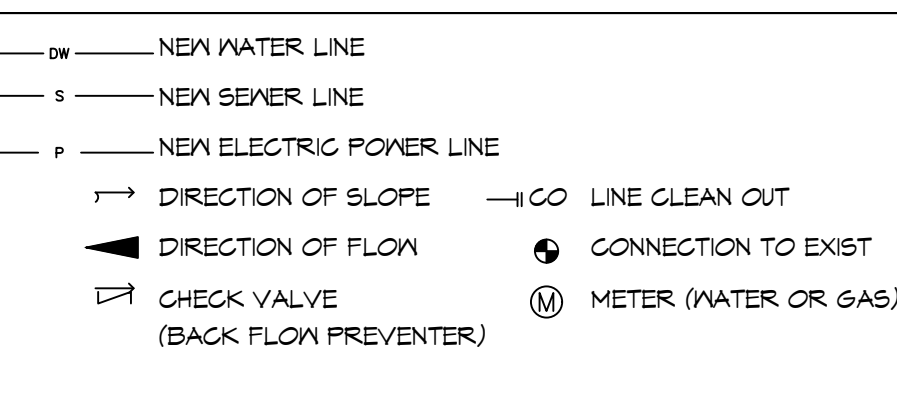 DW NEW WATER LINE
S NEW SEWER LINE
P NEW ELECTRIC POWER LINE
DIRECTION OF SLOPE
CO LINE CLEAN OUT
DIRECTION OF FLOW
CONNECTION TO EXIST
CHECK VALVE
(BACK FLOW PREVENTER)
M METER (WATER OR GAS)